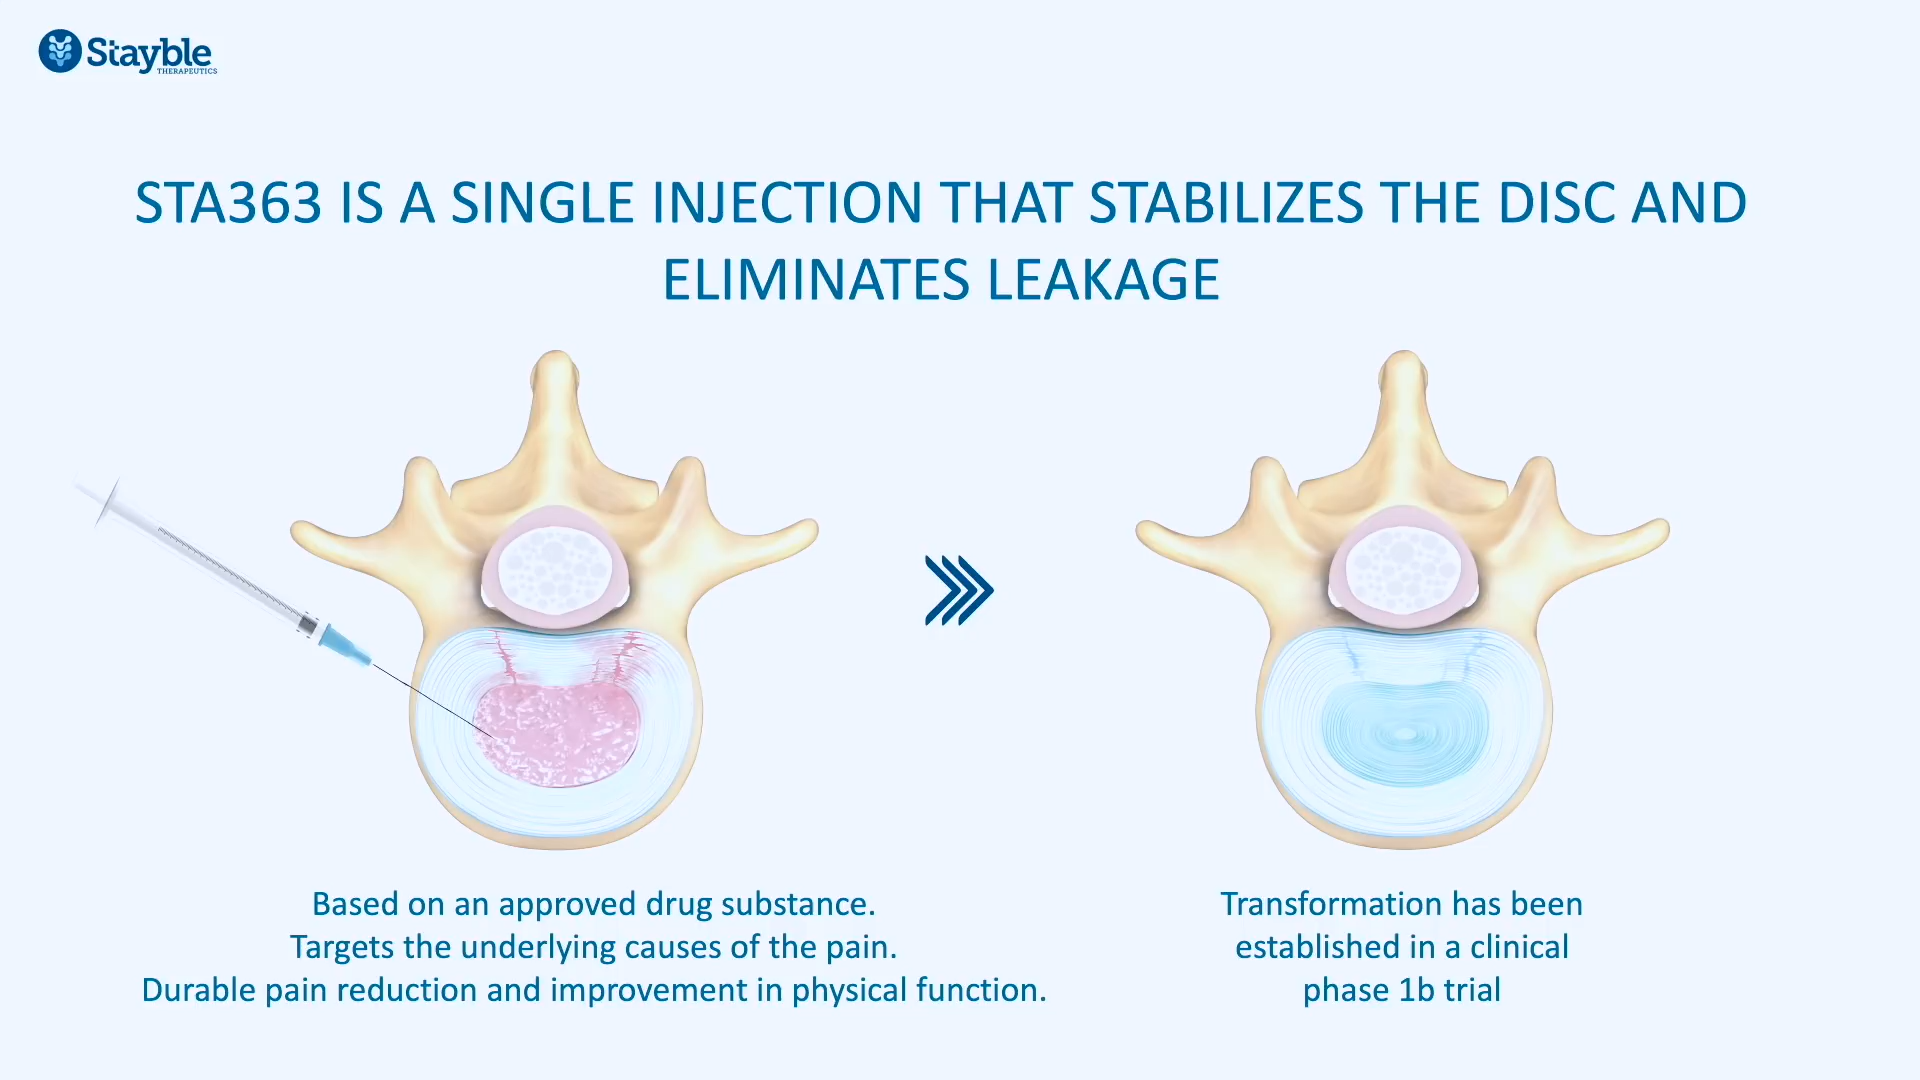 Stayble
THERAPEUTICS
STA363 IS A SINGLE INJECTION THAT STABILIZES THE DISC AND
ELIMINATES LEAKAGE
Based on an approved drug substance.
Targets the underlying causes of the pain.
Durable pain reduction and improvement in physical function.
Transformation has been
established in a clinical
phase 1b trial